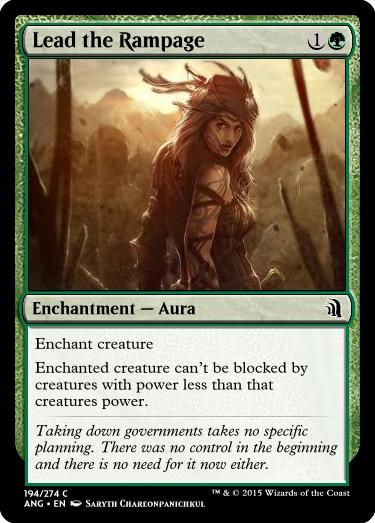 Lead the Rampage 1
Enchantment — Aura
Enchant creature
Enchanted creature can't be blocked by
creatures with power less than that
creatures power.
Taking down governments takes no specific
planning. There was no control in the beginning
and there is no need for it now either.
194/274 C
ANG • EN Saryth Chareonpanichkul
™ & © 2015 Wizards of the Coast